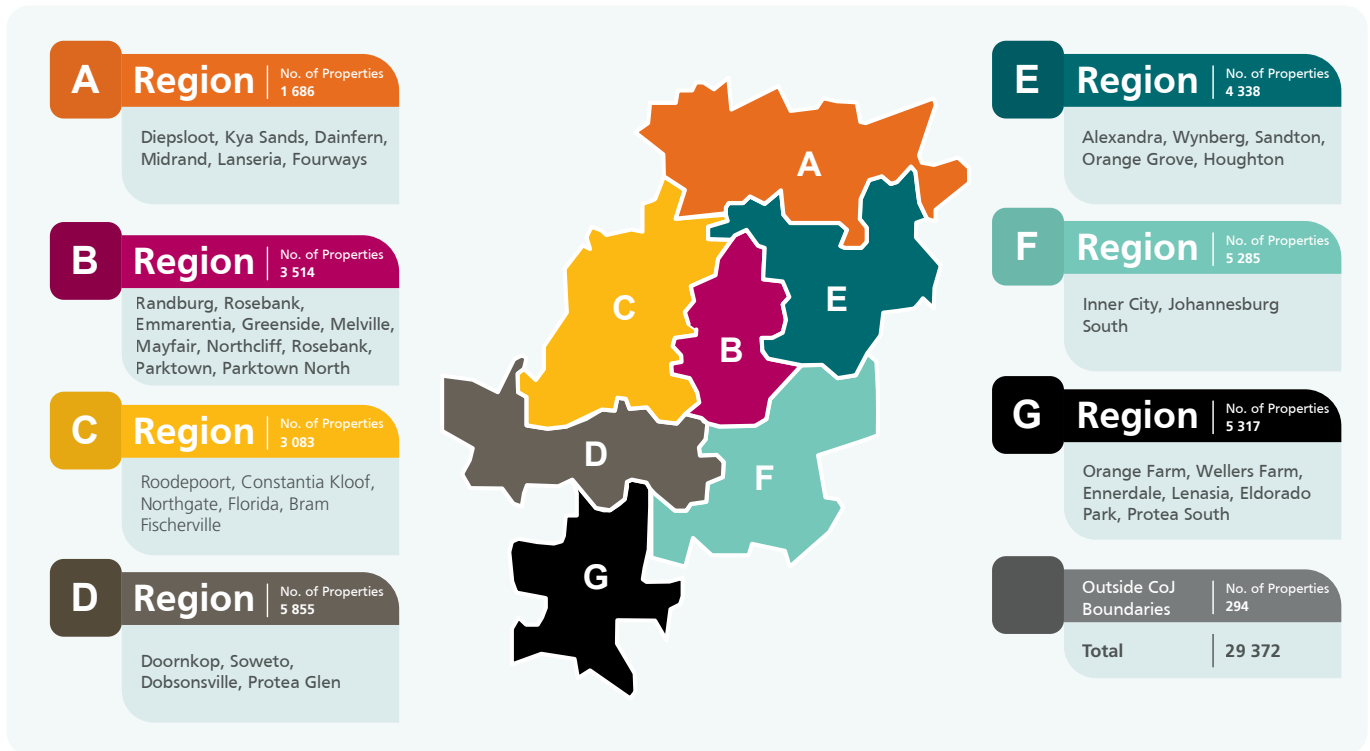 A
Region
No. of Properties
1 686
Diepsloot, Kya Sands, Dainfern,
Midrand, Lanseria, Fourways
B
Region
No. of Properties
3 514
Randburg, Rosebank,
Emmarentia, Greenside, Melville,
Mayfair, Northcliff, Rosebank,
Parktown, Parktown North
C
Region
No. of Properties
3 083
Roodepoort, Constantia Kloof,
Northgate, Florida, Bram
Fischerville
D
Region
No. of Properties
5 855
Doornkop, Soweto,
Dobsonville, Protea Glen
A
C
E
B
D
F
G
E
Region
No. of Properties
4 338
Alexandra, Wynberg, Sandton,
Orange Grove, Houghton
F
Region
No. of Properties
5 285
Inner City, Johannesburg
South
G
Region
No. of Properties
5 317
Orange Farm, Wellers Farm,
Ennerdale, Lenasia, Eldorado
Park, Protea South
Outside CoJ
Boundaries
No. of Properties
294
Total
29 372